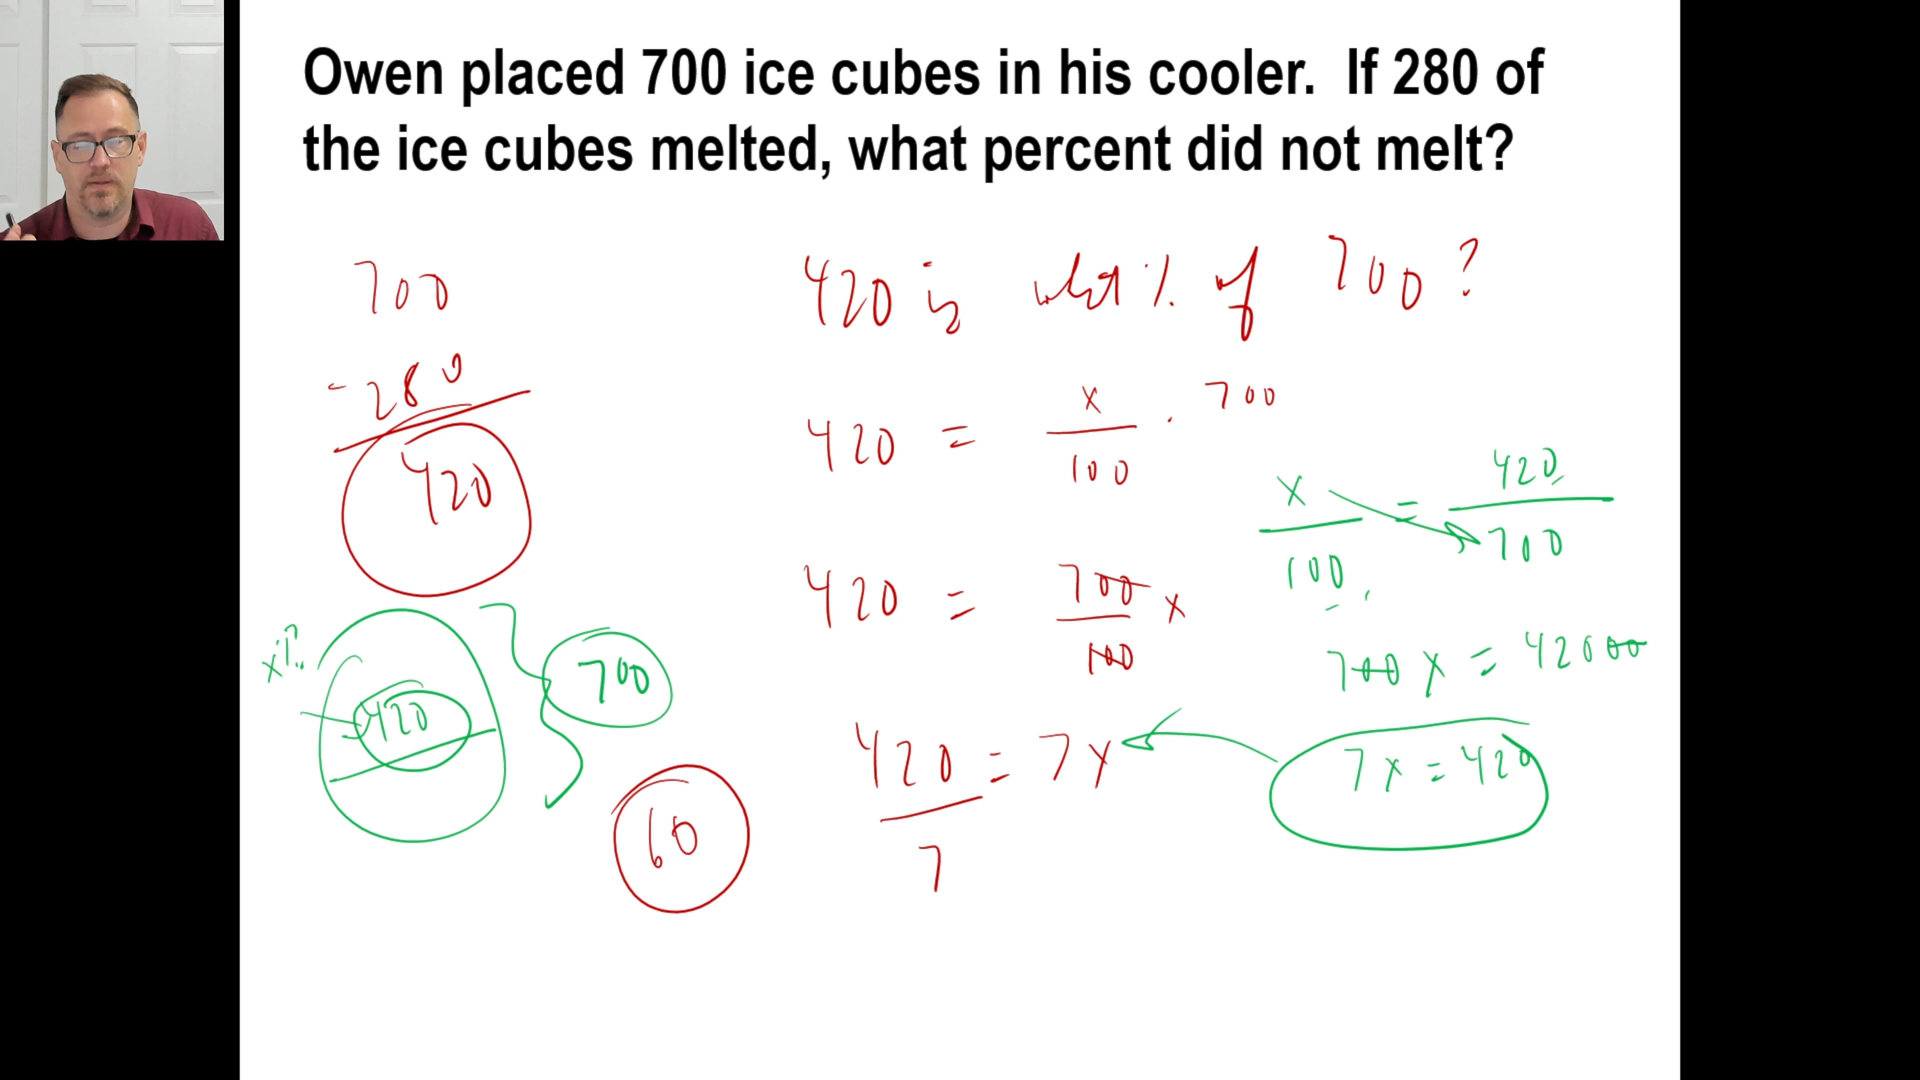 Owen placed 700 ice cubes in his cooler. If 280 of
the ice cubes melted, what percent did not melt?
700
- 280
420
420 is what % of 700?
420 = x/100 · 700
420 = 700/100 x
420 = 7x
7
60
x%
420
700
x/100 = 420/700
700x = 42000
7x = 420